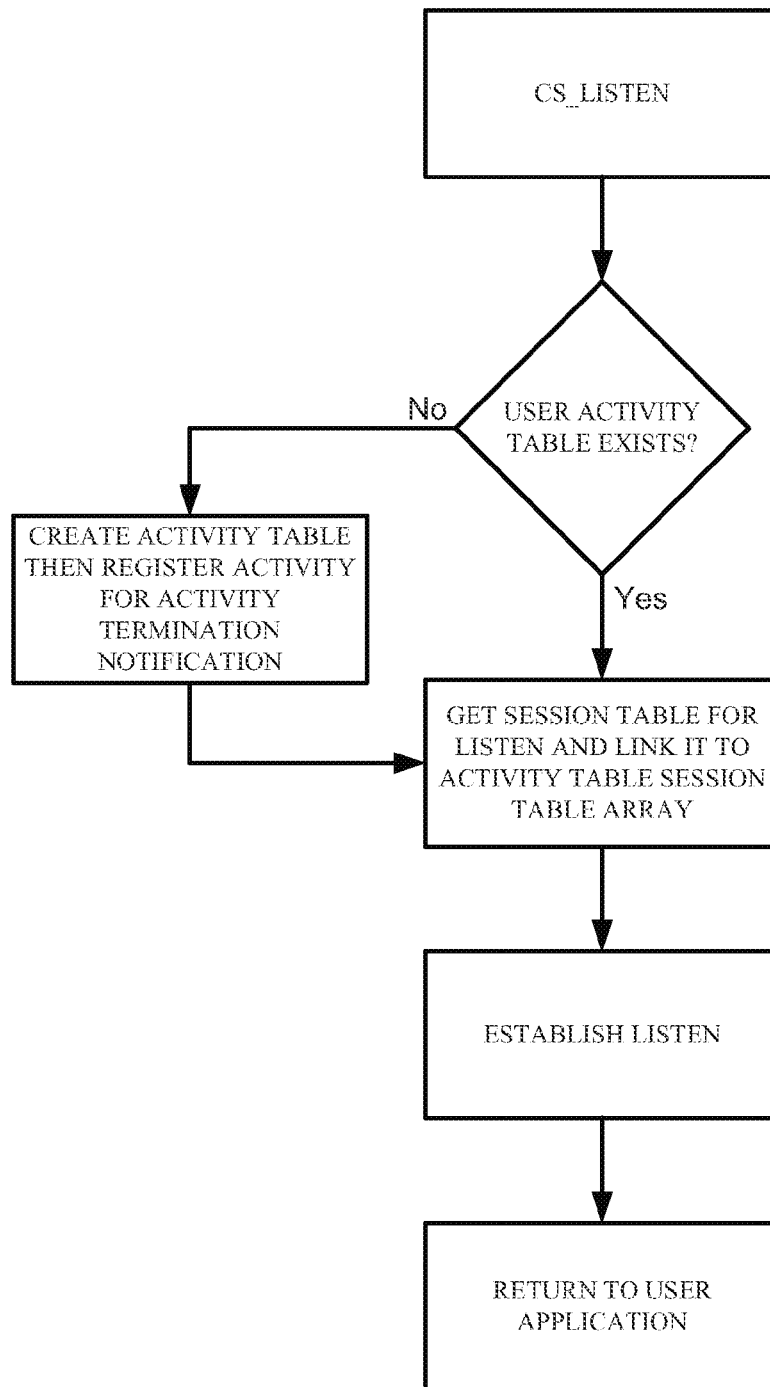 CS_LISTEN
USER ACTIVITY
TABLE EXISTS?
No
Yes
CREATE ACTIVITY TABLE
THEN REGISTER ACTIVITY
FOR ACTIVITY
TERMINATION
NOTIFICATION
GET SESSION TABLE FOR
LISTEN AND LINK IT TO
ACTIVITY TABLE SESSION
TABLE ARRAY
ESTABLISH LISTEN
RETURN TO USER
APPLICATION